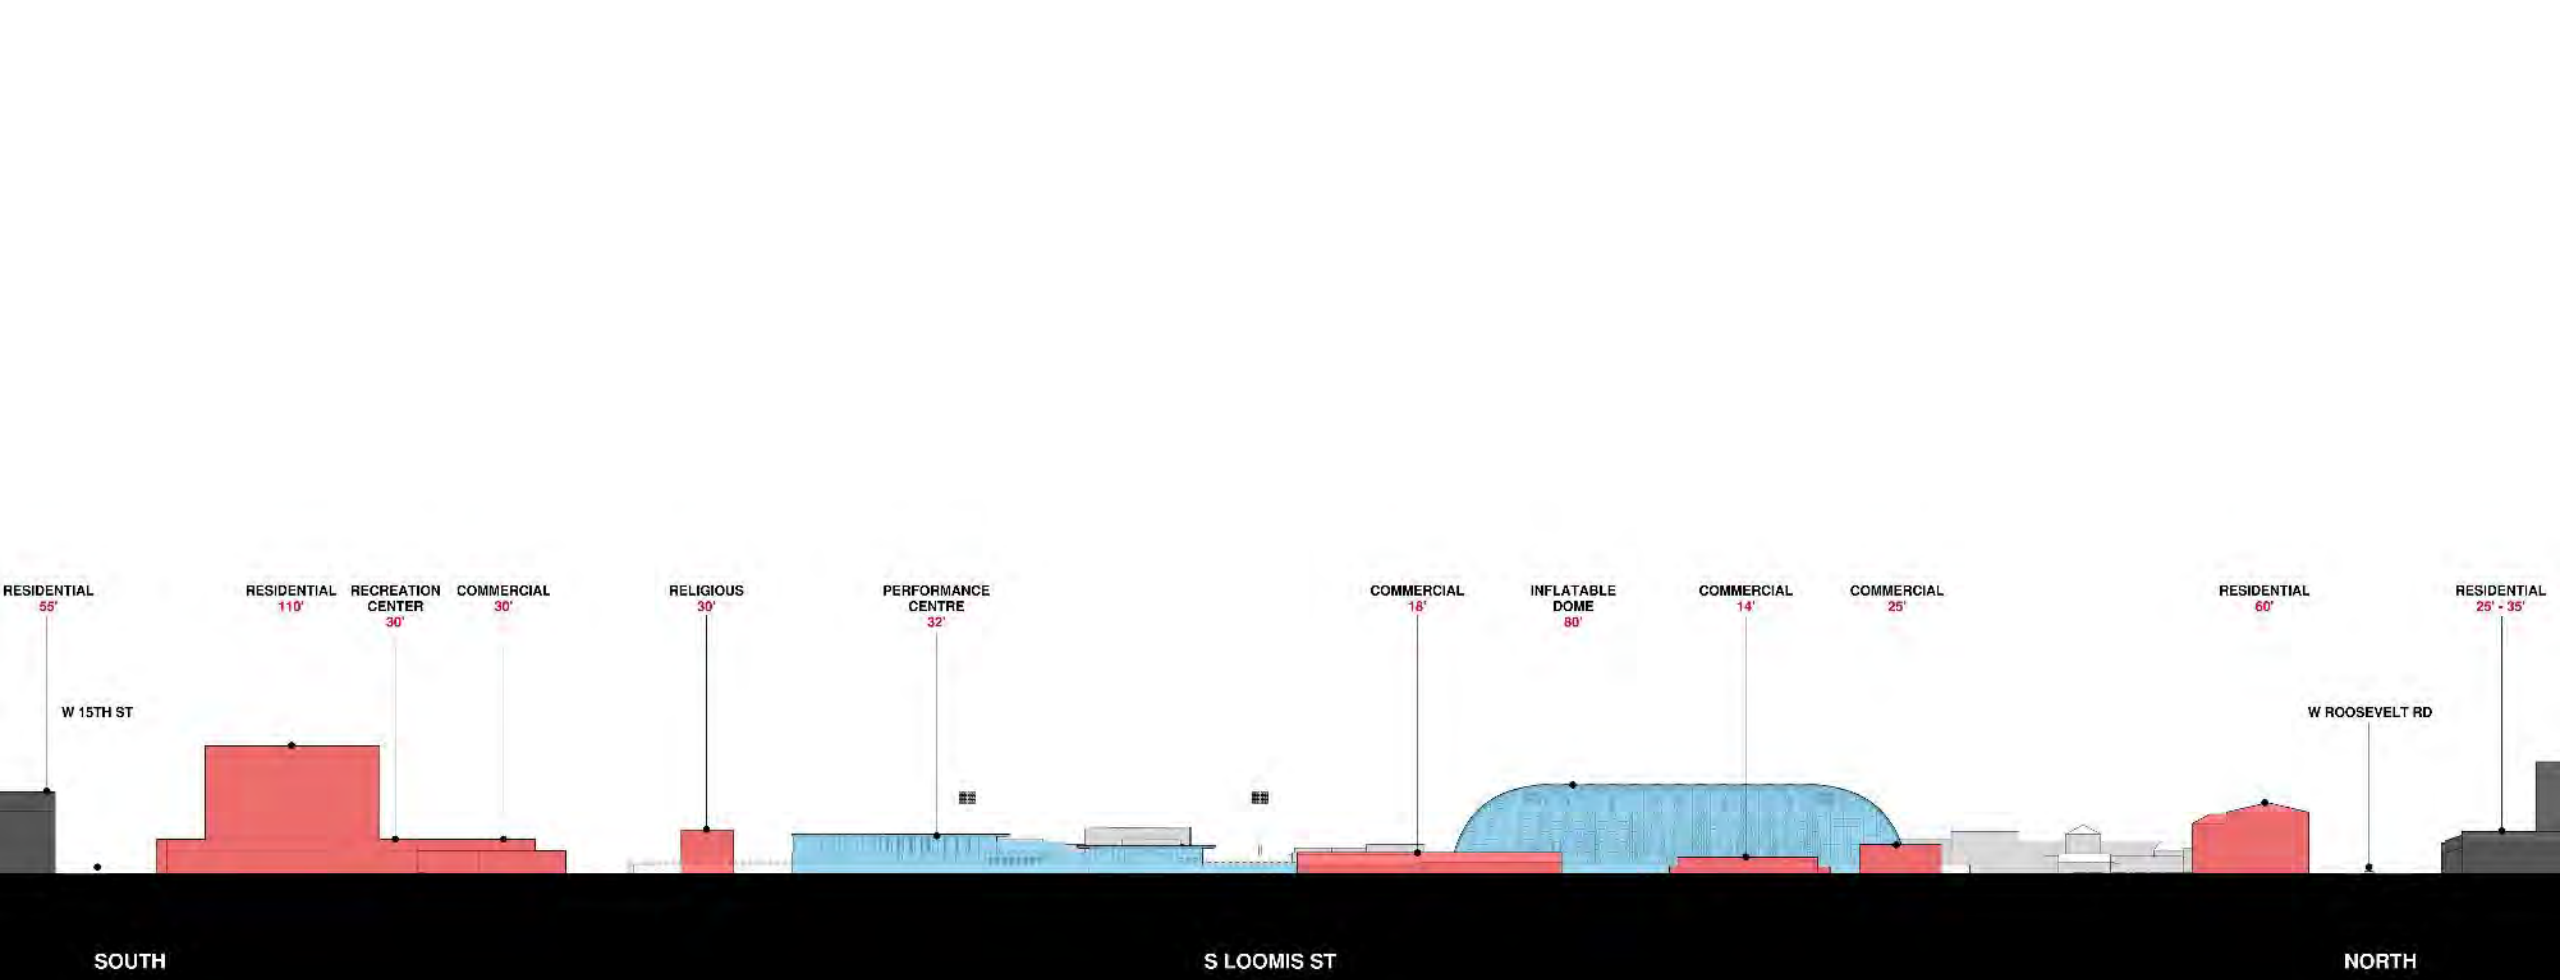 RESIDENTIAL
55'
RESIDENTIAL
110'
RECREATION
CENTER
30'
COMMERCIAL
30'
RELIGIOUS
30'
PERFORMANCE
CENTRE
32'
COMMERCIAL
18'
INFLATABLE
DOME
80'
COMMERCIAL
14'
COMMERCIAL
25'
RESIDENTIAL
60'
RESIDENTIAL
25' - 35'
W 15TH ST
W ROOSEVELT RD
SOUTH
S LOOMIS ST
NORTH